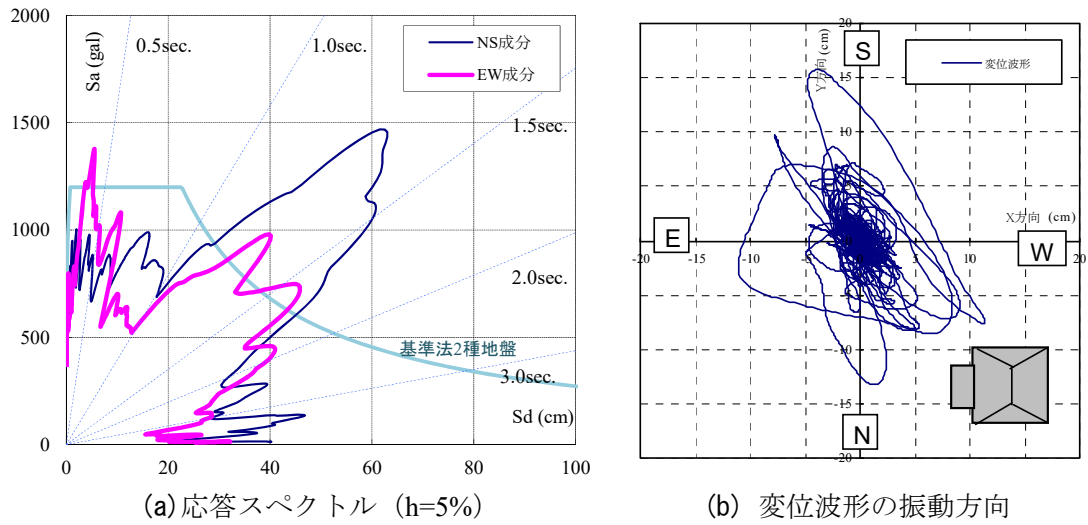 2000
1500
1000
500
0
Sa (gal)
0.5sec.
1.0sec.
1.5sec.
2.0sec.
3.0sec.
NS成分
EW成分
基準法2種地盤
Sd (cm)
0 20 40 60 80 100
(a)応答スペクトル (h=5%)
20
15
10
5
0
-5
-10
-15
-20
Y方向 (cm)
S
変位波形
E
X方向 (cm)
W
-20 -15 -10 -5 0 5 10 15 20
N
(b) 変位波形の振動方向